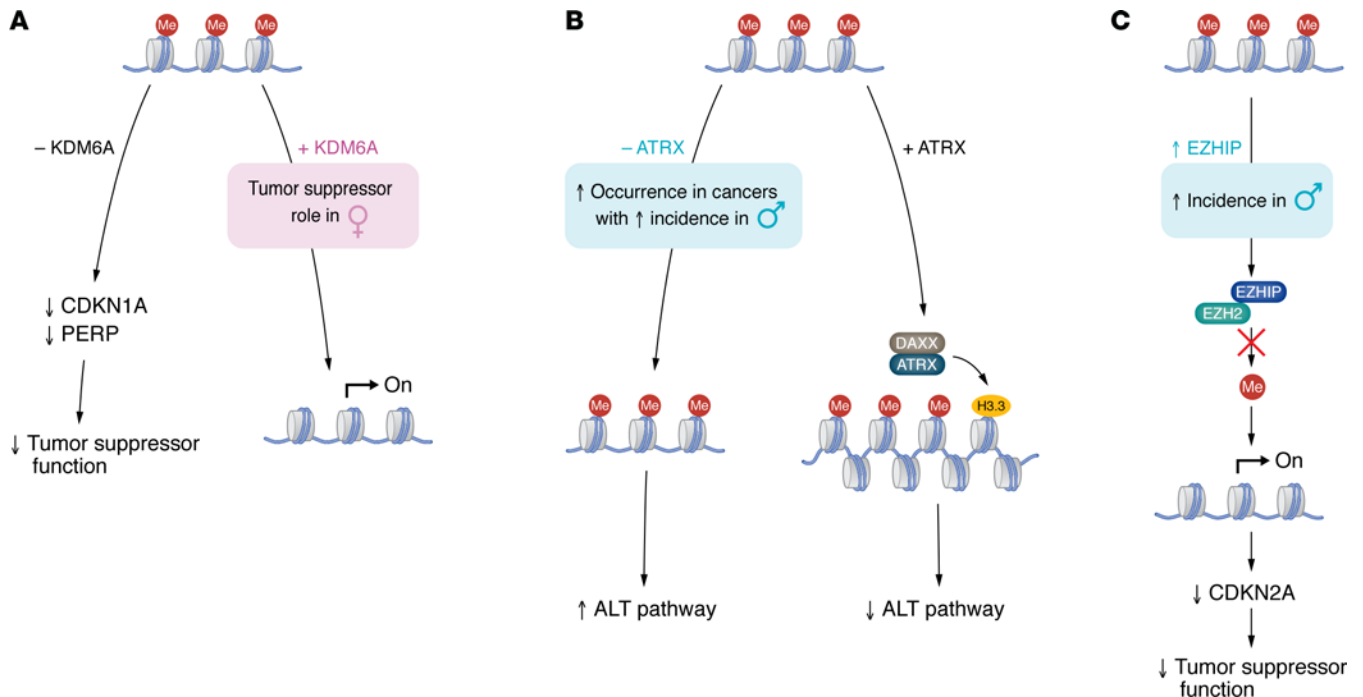 A
Me Me Me
– KDM6A
+ KDM6A
Tumor suppressor
role in ♀
↓ CDKN1A
↓ PERP
On
↓ Tumor suppressor
function
B
Me Me Me
– ATRX
+ ATRX
↑ Occurrence in cancers
with ↑ incidence in ♂
DAXX
ATRX
Me Me Me
Me Me Me H3.3
↑ ALT pathway
↓ ALT pathway
C
Me Me Me
↑ EZHIP
↑ Incidence in ♂
EZHIP
EZH2
Me
On
↓ CDKN2A
↓ Tumor suppressor
function